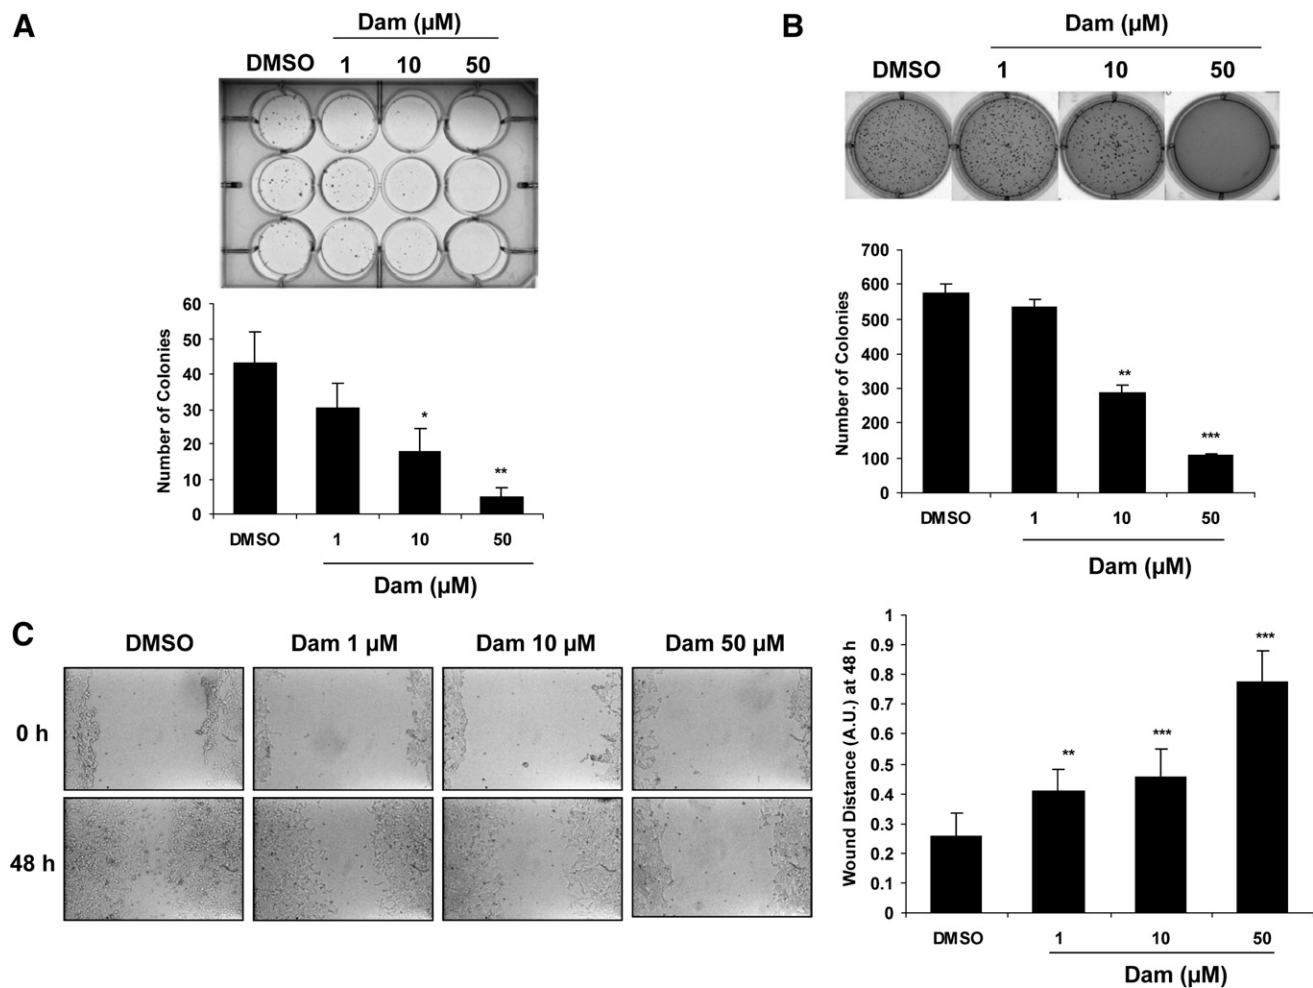 A
Dam (µM)
DMSO 1 10 50
60
50
40
30
20
10
0
Number of Colonies
*
**
DMSO 1 10 50
Dam (µM)
B
Dam (µM)
DMSO 1 10 50
700
600
500
400
300
200
100
0
Number of Colonies
**
***
DMSO 1 10 50
Dam (µM)
C
DMSO Dam 1 µM Dam 10 µM Dam 50 µM
0 h
48 h
1
0.9
0.8
0.7
0.6
0.5
0.4
0.3
0.2
0.1
0
Wound Distance (A.U.) at 48 h
**
***
***
DMSO 1 10 50
Dam (µM)